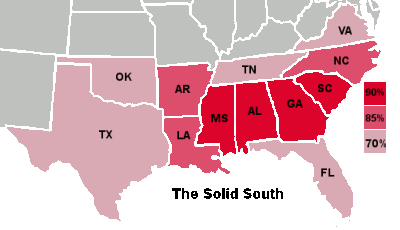 VA
NC
TN
OK
AR
SC
90%
MS
AL
GA
85%
TX
LA
70%
FL
The Solid South